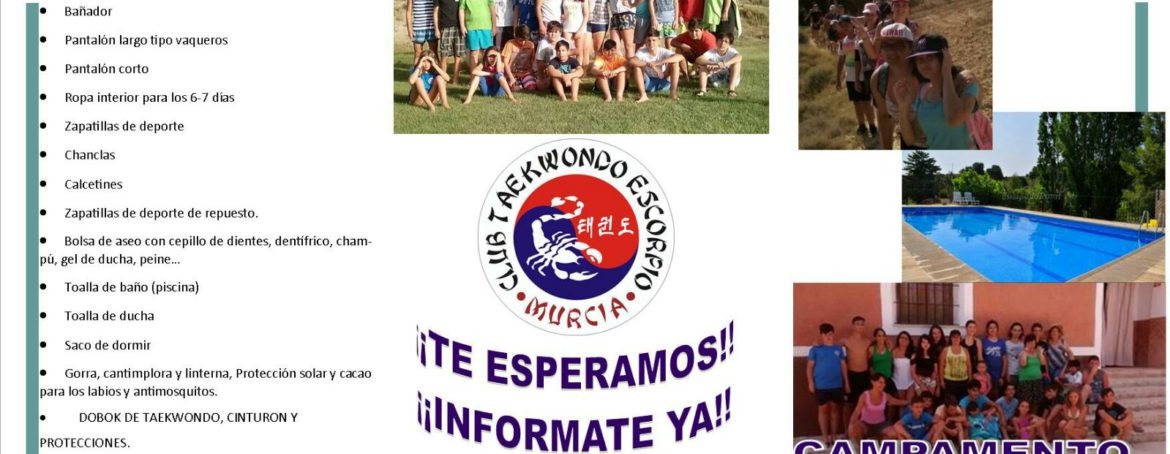 ● Bañador
● Pantalón largo tipo vaqueros
● Pantalón corto
● Ropa interior para los 6-7 días
● Zapatillas de deporte
● Chanclas
● Calcetines
● Zapatillas de deporte de repuesto.
● Bolsa de aseo con cepillo de dientes, dentífrico, cham-
pú, gel de ducha, peine...
● Toalla de baño (piscina)
● Toalla de ducha
● Saco de dormir
● Gorra, cantimplora y linterna, Protección solar y cacao
para los labios y antimosquitos.
● DOBOK DE TAEKWONDO, CINTURON Y
PROTECCIONES.
CLUB TAEKWONDO ESCORPIO
태권도
• MURCIA •
¡¡TE ESPERAMOS!!
¡¡INFORMATE YA!!
CAMPAMENTO